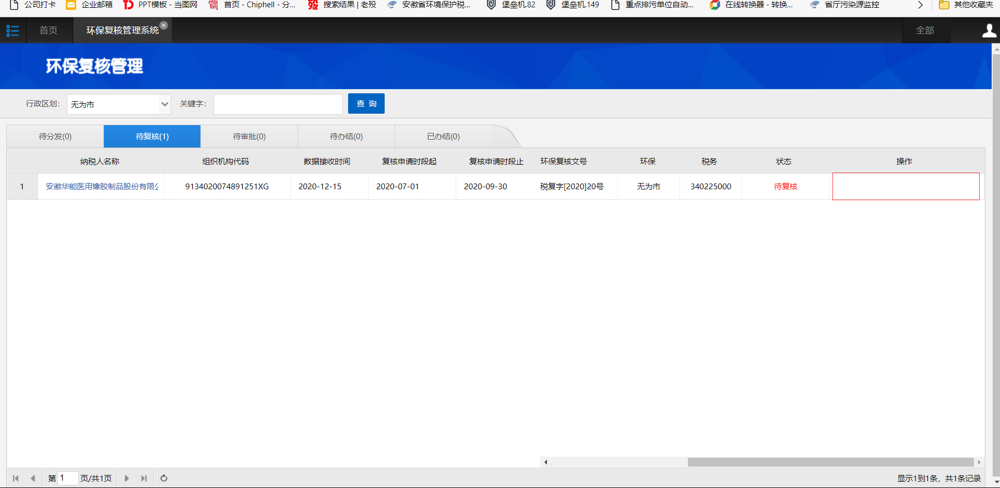 公司打卡 企业邮箱 PPT模板 - 当图网 首页 - Chiphell - 分... 搜索结果 | 老殁 安徽省环境保护税... 堡垒机.82 堡垒机.149 重点排污单位自动... 在线转换器 - 转换... 省厅污染源监控 其他收藏夹
首页 环保复核管理系统 全部
环保复核管理
行政区划： 无为市 关键字： 查 询
待分发(0) 待复核(1) 待审批(0) 待办结(0) 已办结(0)
纳税人名称 组织机构代码 数据接收时间 复核申请时段起 复核申请时段止 环保复核文号 环保 税务 状态 操作
1 安徽华能医用橡胶制品股份有限 9134020074891251XG 2020-12-15 2020-07-01 2020-09-30 税复字[2020]20号 无为市 340225000 待复核
第 1 页/共1页 显示1到1条，共1条记录